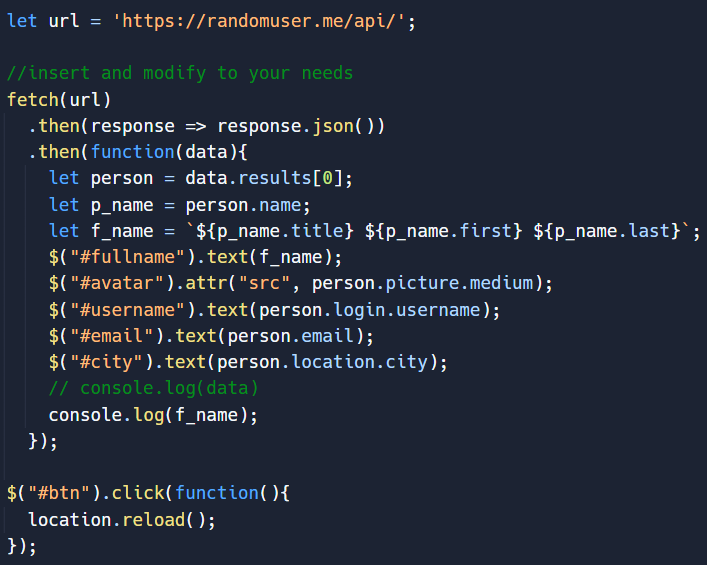 let url = 'https://randomuser.me/api/';
//insert and modify to your needs
fetch(url)
.then(response => response.json())
.then(function(data){
let person = data.results[0];
let p_name = person.name;
let f_name = `${p_name.title} ${p_name.first} ${p_name.last}`;
$("#fullname").text(f_name);
$("#avatar").attr("src", person.picture.medium);
$("#username").text(person.login.username);
$("#email").text(person.email);
$("#city").text(person.location.city);
// console.log(data)
console.log(f_name);
});
$("#btn").click(function(){
location.reload();
});